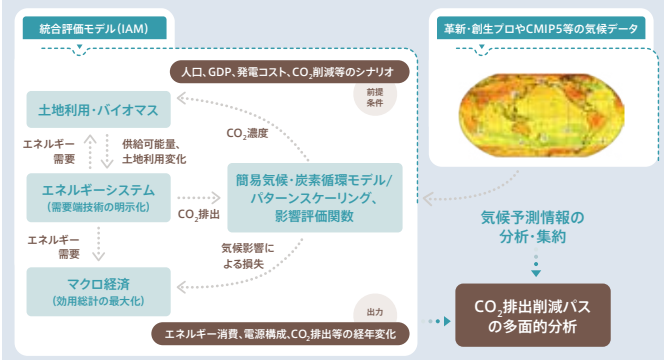 統合評価モデル(IAM)
人口、GDP、発電コスト、CO2削減等のシナリオ
前提
条件
土地利用・バイオマス
CO2濃度
エネルギー
需要
供給可能量、
土地利用変化
エネルギーシステム
(需要端技術の明示化)
CO2排出
簡易気候・炭素循環モデル/
パターンスケーリング、
影響評価関数
エネルギー
需要
気候影響に
よる損失
マクロ経済
(効用総計の最大化)
出力
エネルギー消費、電源構成、CO2排出等の経年変化
革新・創生プロやCMIP5等の気候データ
気候予測情報の
分析・集約
CO2排出削減パス
の多面的分析